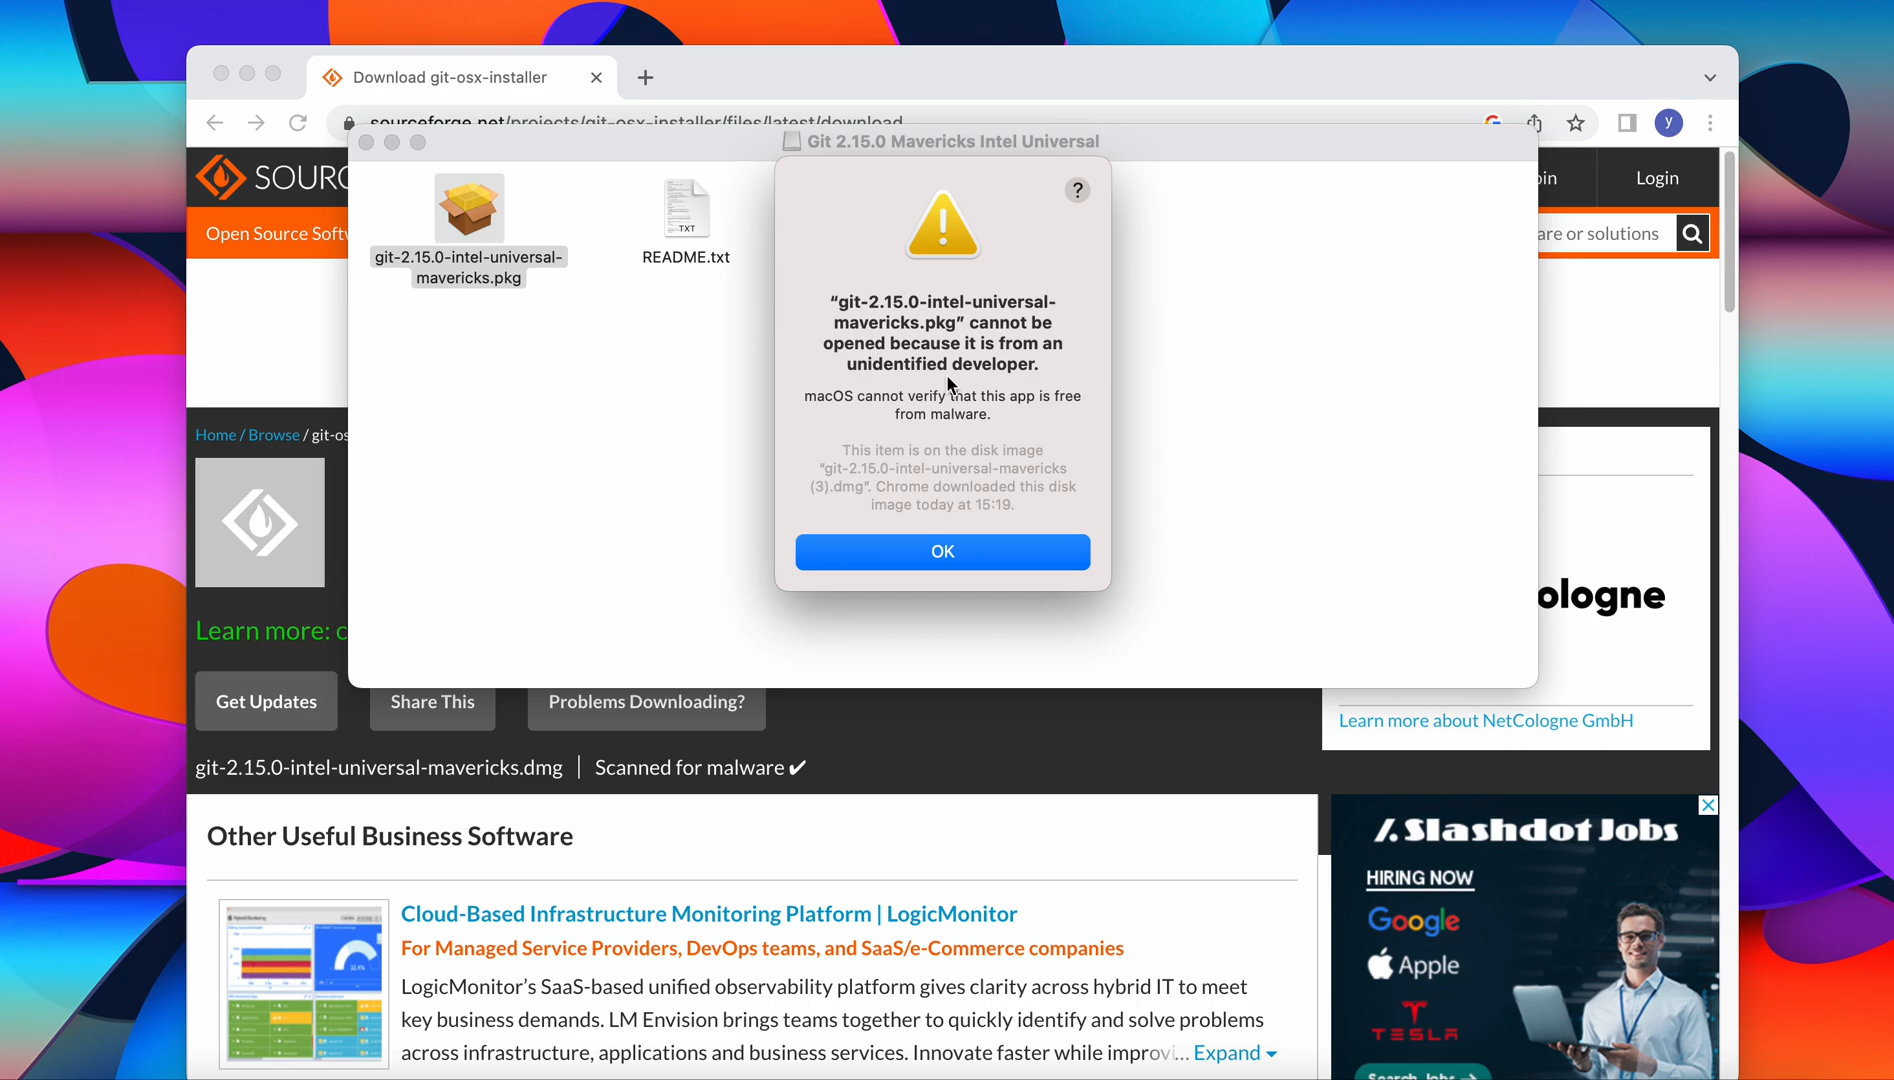 Download git-osx-installer
sourceforge.net/projects/git-osx-installer/files/latest/download
y
Git 2.15.0 Mavericks Intel Universal
SOURC
oin
Login
Open Source Softw
are or solutions
git-2.15.0-intel-universal-
mavericks.pkg
TXT
README.txt
?
“git-2.15.0-intel-universal-
mavericks.pkg” cannot be
opened because it is from an
unidentified developer.
macOS cannot verify that this app is free
from malware.
This item is on the disk image
“git-2.15.0-intel-universal-mavericks
(3).dmg”. Chrome downloaded this disk
image today at 15:19.
OK
Home / Browse / git-os
ologne
Learn more: c
Get Updates
Share This
Problems Downloading?
Learn more about NetCologne GmbH
git-2.15.0-intel-universal-mavericks.dmg
Scanned for malware ✔
Other Useful Business Software
Cloud-Based Infrastructure Monitoring Platform | LogicMonitor
For Managed Service Providers, DevOps teams, and SaaS/e-Commerce companies
LogicMonitor’s SaaS-based unified observability platform gives clarity across hybrid IT to meet
key business demands. LM Envision brings teams together to quickly identify and solve problems
across infrastructure, applications and business services. Innovate faster while improvi... Expand
/. Slashdot Jobs
HIRING NOW
Google
Apple
TESLA
Search Jobs →